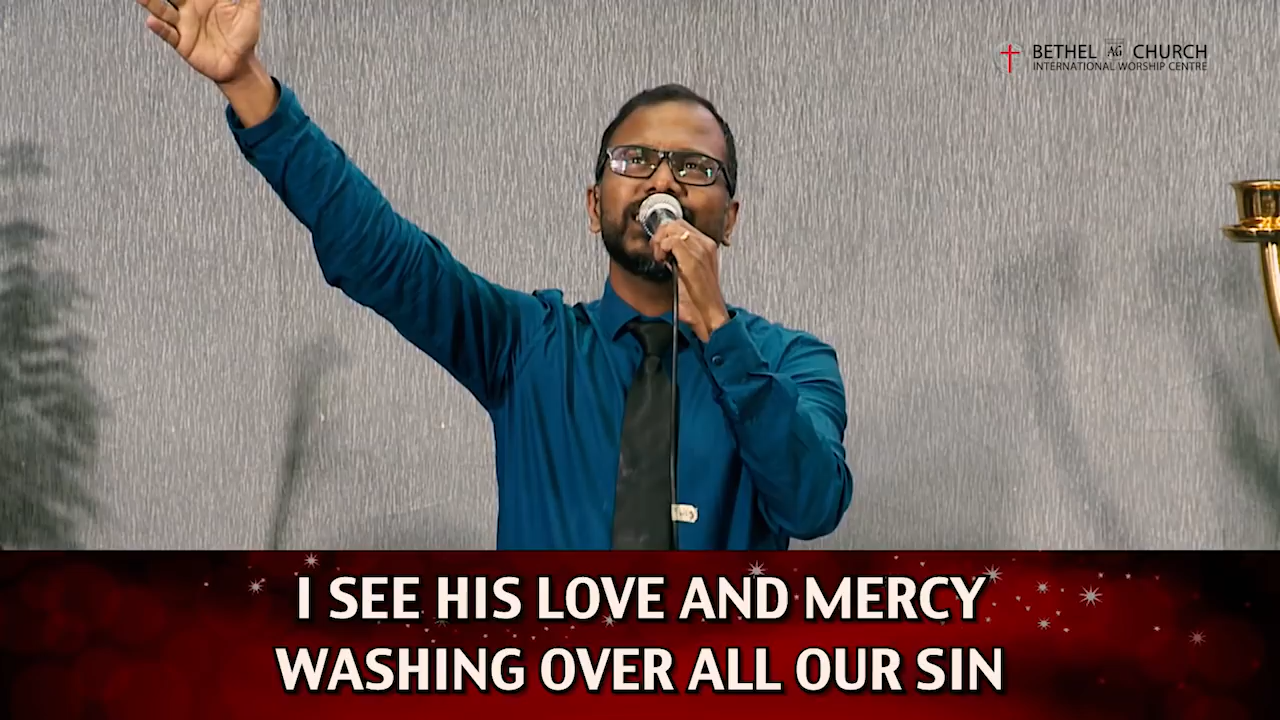 BETHEL AG CHURCH
INTERNATIONAL WORSHIP CENTRE
I SEE HIS LOVE AND MERCY
WASHING OVER ALL OUR SIN